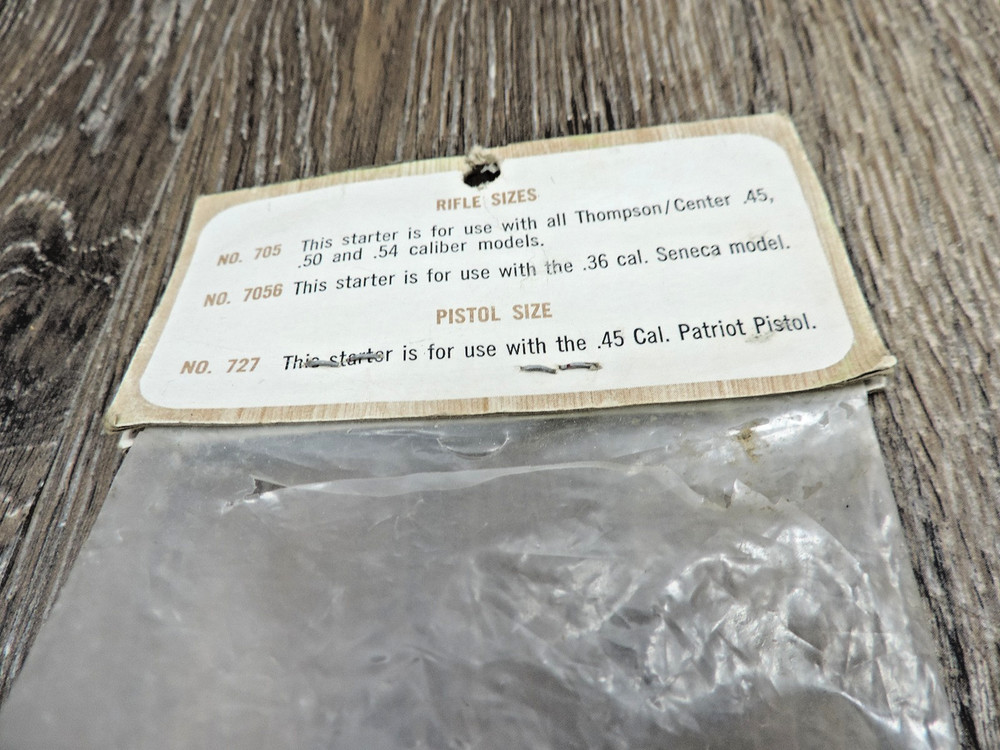 RIFLE SIZES
NO. 705 This starter is for use with all Thompson/Center .45,
.50 and .54 caliber models.
NO. 7056 This starter is for use with the .36 cal. Seneca model.
PISTOL SIZE
NO. 727 This starter is for use with the .45 Cal. Patriot Pistol.